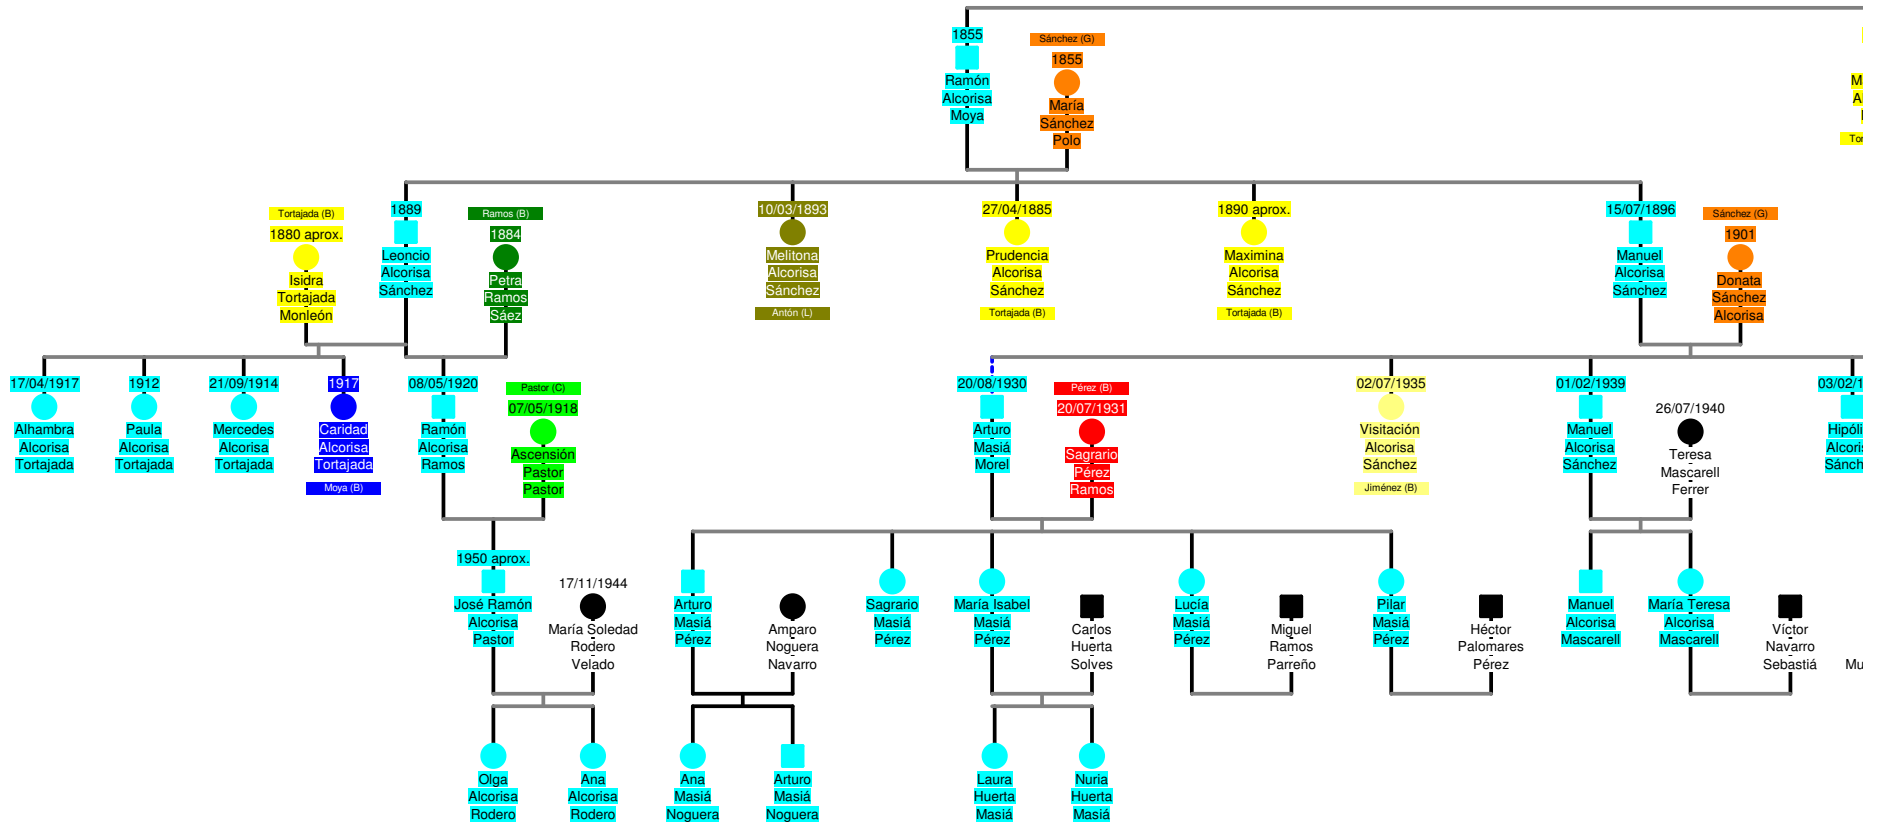 1855
Ramón
Alcorisa
Moya
Sánchez (G)
1855
María
Sánchez
Polo
Tortajada (B)
1880 aprox.
Isidra
Tortajada
Monleón
1889
Leoncio
Alcorisa
Sánchez
Ramos (B)
1884
Petra
Ramos
Sáez
10/03/1893
Melitona
Alcorisa
Sánchez
Antón (L)
27/04/1885
Prudencia
Alcorisa
Sánchez
Tortajada (B)
1890 aprox.
Maximina
Alcorisa
Sánchez
Tortajada (B)
15/07/1896
Manuel
Alcorisa
Sánchez
Sánchez (G)
1901
Donata
Sánchez
Alcorisa
17/04/1917
Alhambra
Alcorisa
Tortajada
1912
Paula
Alcorisa
Tortajada
21/09/1914
Mercedes
Alcorisa
Tortajada
1917
Caridad
Alcorisa
Tortajada
Moya (B)
08/05/1920
Ramón
Alcorisa
Ramos
Pastor (C)
07/05/1918
Ascensión
Pastor
Pastor
20/08/1930
Arturo
Masiá
Morel
Pérez (B)
20/07/1931
Sagrario
Pérez
Ramos
02/07/1935
Visitación
Alcorisa
Sánchez
Jiménez (B)
01/02/1939
Manuel
Alcorisa
Sánchez
26/07/1940
Teresa
Mascarell
Ferrer
03/02/1
Hipóli
Alcoris
Sánch
1950 aprox.
José Ramón
Alcorisa
Pastor
17/11/1944
María Soledad
Rodero
Velado
Arturo
Masiá
Pérez
Amparo
Noguera
Navarro
Sagrario
Masiá
Pérez
María Isabel
Masiá
Pérez
Carlos
Huerta
Solves
Lucía
Masiá
Pérez
Miguel
Ramos
Parreño
Pilar
Masiá
Pérez
Héctor
Palomares
Pérez
Manuel
Alcorisa
Mascarell
María Teresa
Alcorisa
Mascarell
Víctor
Navarro
Sebastiá
Mu
Olga
Alcorisa
Rodero
Ana
Alcorisa
Rodero
Ana
Masiá
Noguera
Arturo
Masiá
Noguera
Laura
Huerta
Masiá
Nuria
Huerta
Masiá